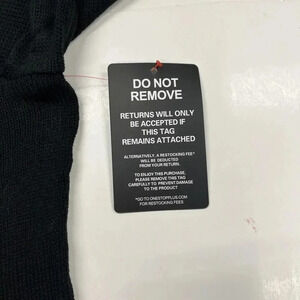 DO NOT
REMOVE
RETURNS WILL ONLY
BE ACCEPTED IF
THIS TAG
REMAINS ATTACHED
ALTERNATIVELY, A RESTOCKING FEE*
WILL BE DEDUCTED
FROM YOUR RETURN.
TO ENJOY THIS PURCHASE,
PLEASE REMOVE THIS TAG
CAREFULLY TO PREVENT DAMAGE
TO THE PRODUCT
*GO TO ONESTOPPLUS.COM
FOR RESTOCKING FEES